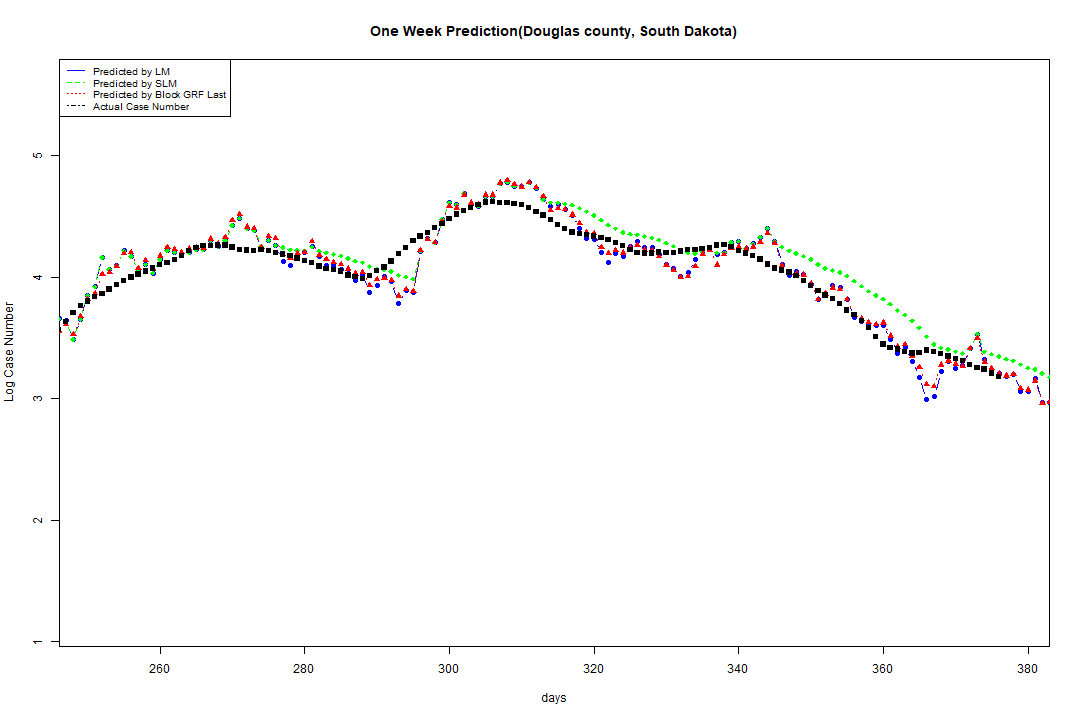 One Week Prediction(Douglas county, South Dakota)
Predicted by LM
Predicted by SLM
Predicted by Block GRF Last
Actual Case Number
5
4
3
2
1
Log Case Number
260 280 300 320 340 360 380
days